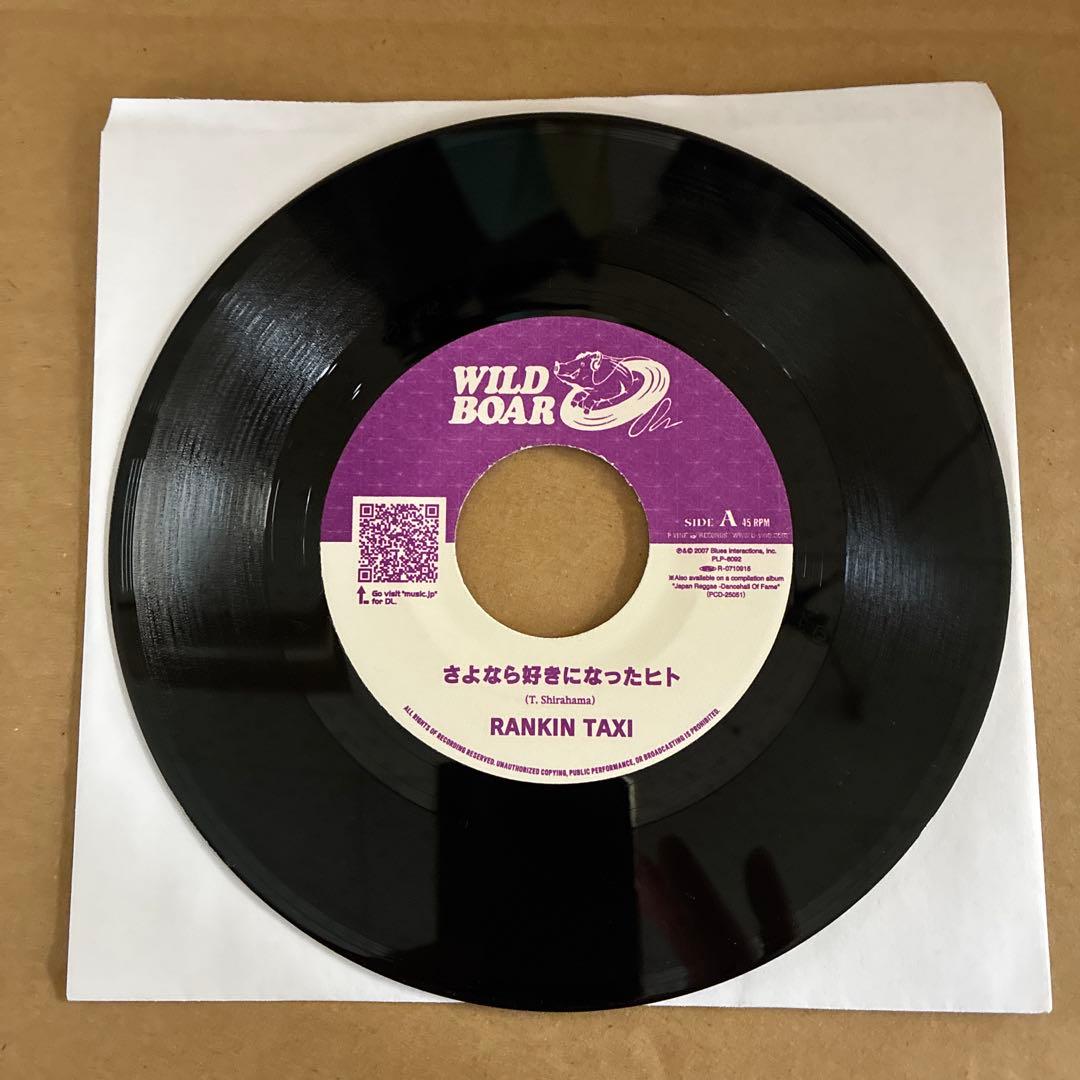 WILD
BOAR
SIDE A 45 RPM
P-VINE RECORDS
℗&© 2007 Blues Interactions, Inc.
PLP-6092
R-0710915
※Also available on a compilation album
"Japan Reggae -Dancehall Of Fame"
(PCD-25051)
Go visit "music.jp"
for DL.
さよなら好きになったヒト
(T. Shirahama)
RANKIN TAXI
ALL RIGHTS OF RECORDING RESERVED. UNAUTHORIZED COPYING, PUBLIC PERFORMANCE, OR BROADCASTING IS PROHIBITED.